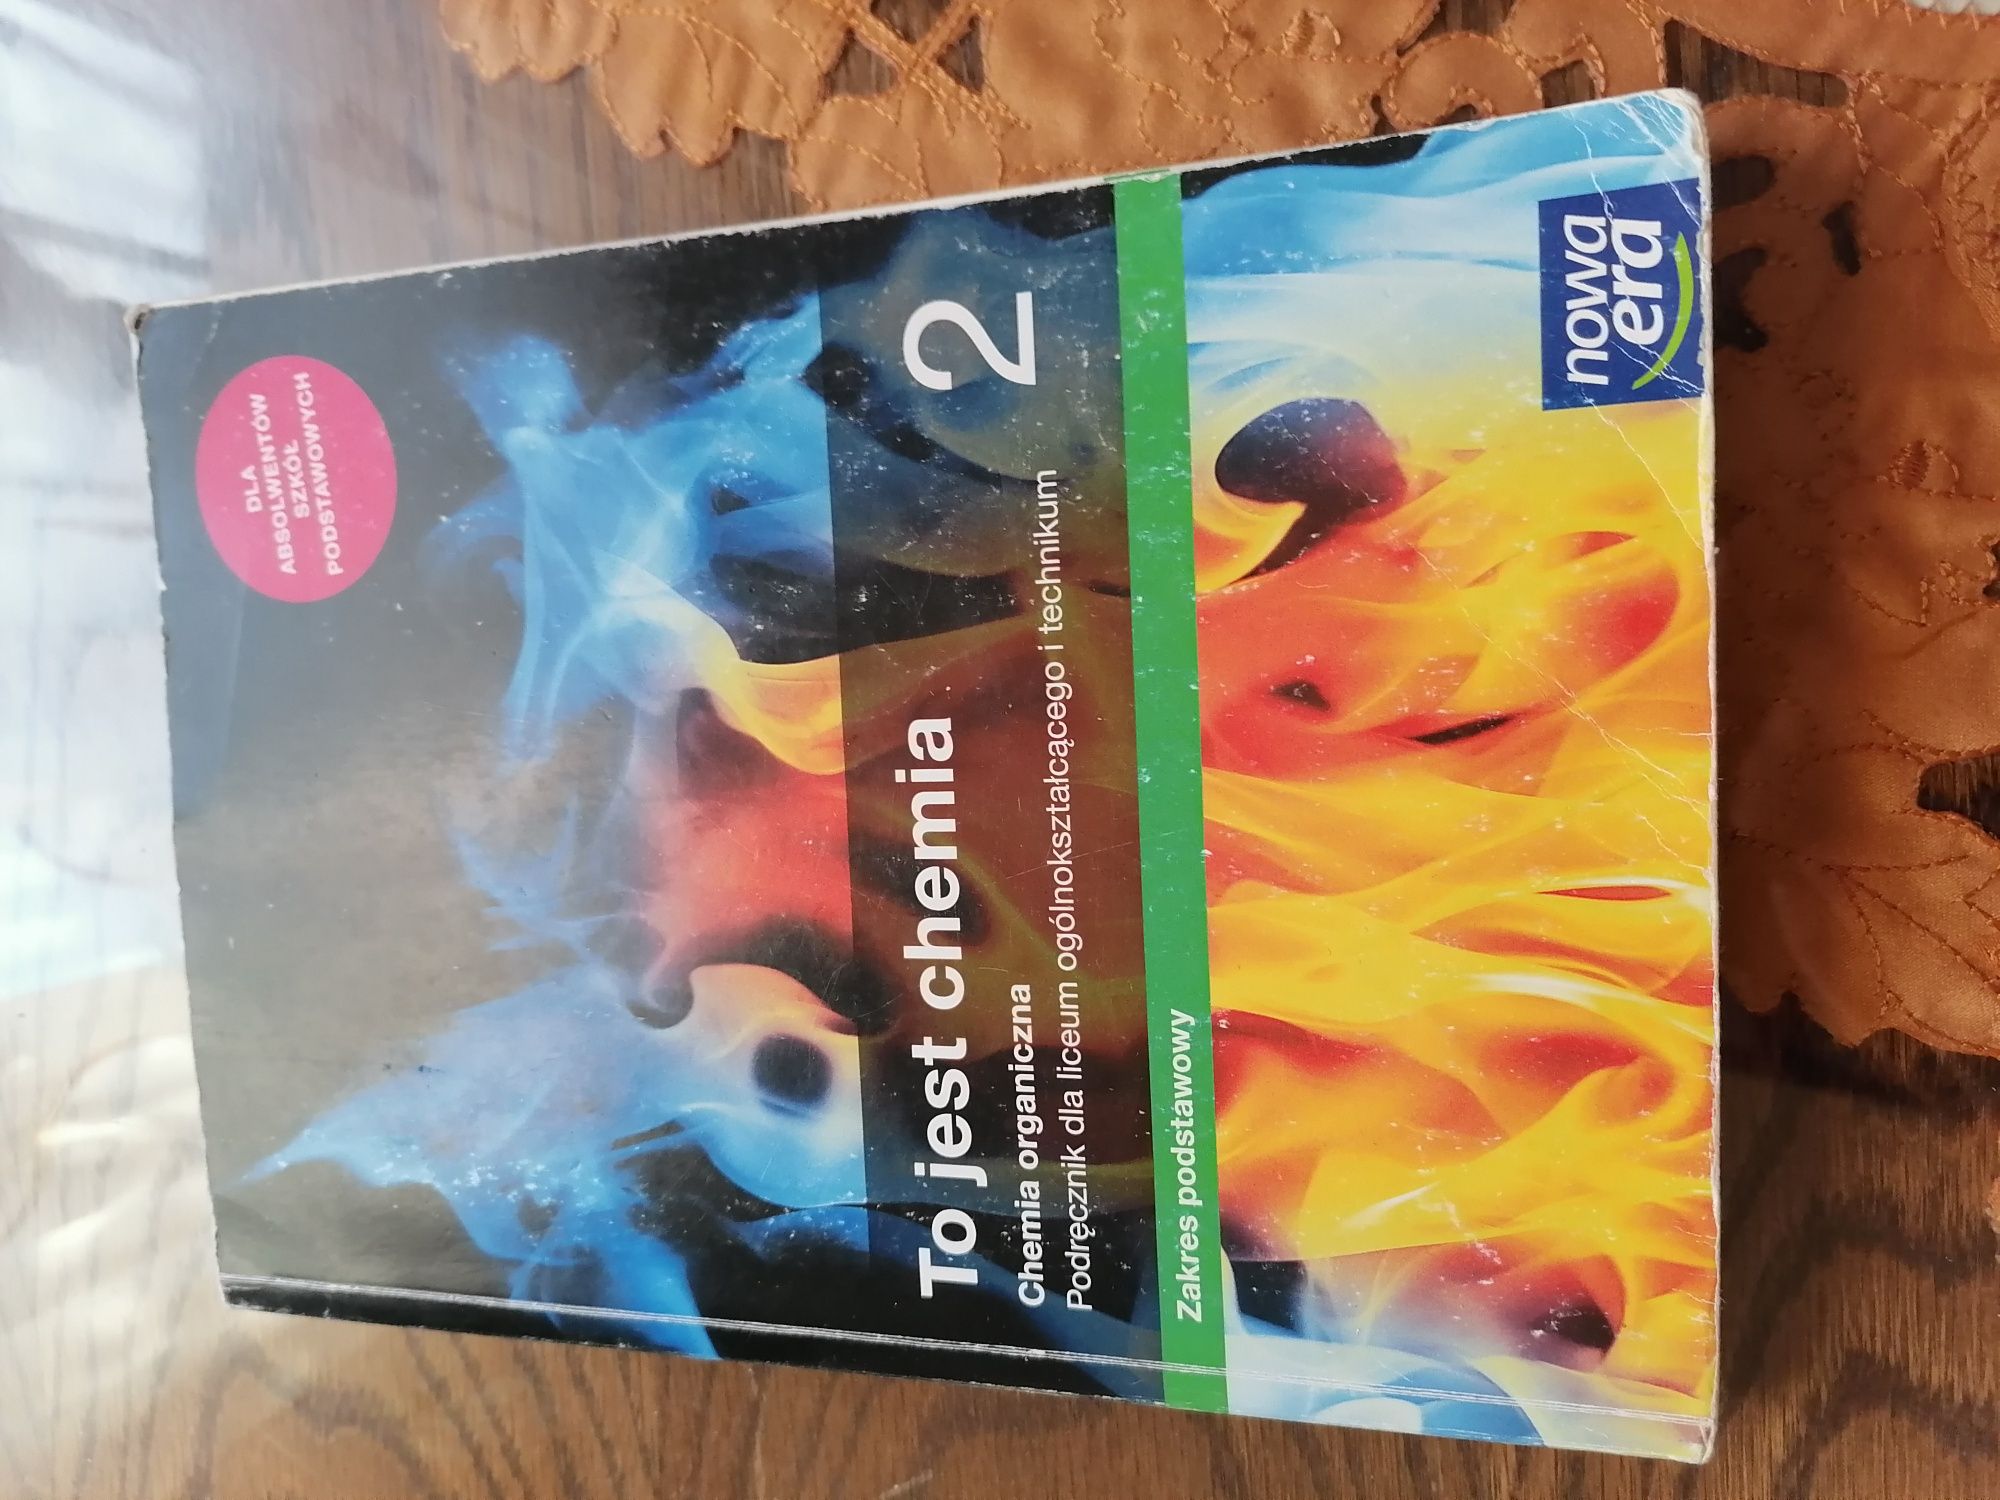 DLA
ABSOLWENTÓW
SZKÓŁ
PODSTAWOWYCH
To jest chemia 2
Chemia organiczna
Podręcznik dla liceum ogólnokształcącego i technikum
Zakres podstawowy
nowa
era